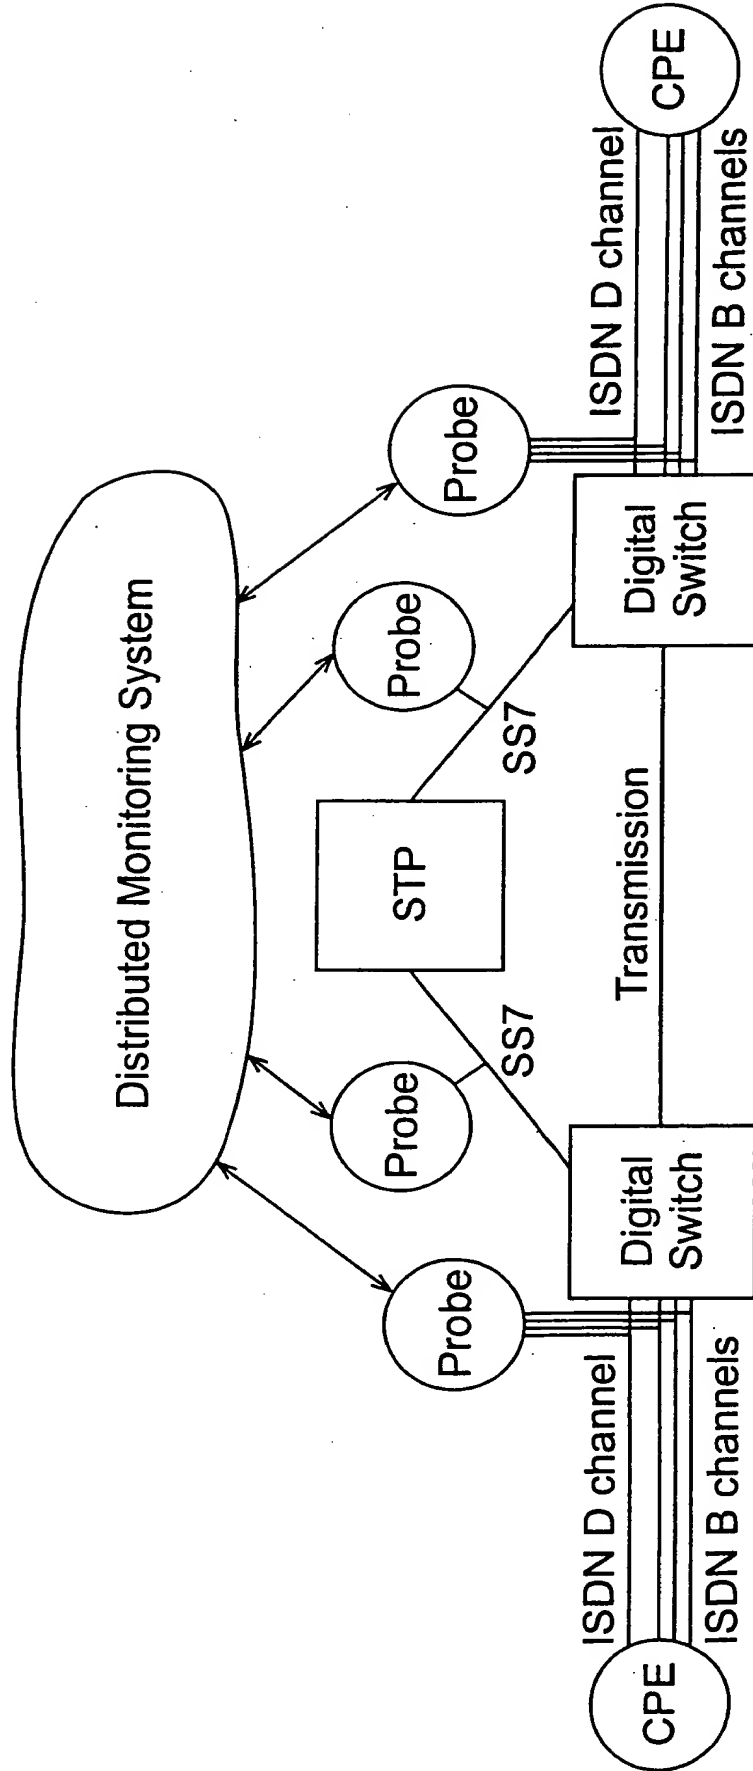 Distributed Monitoring System
Probe
Probe
Probe
Probe
STP
SS7
SS7
ISDN D channel
Transmission
ISDN D channel
CPE
Digital
Switch
Digital
Switch
CPE
ISDN B channels
ISDN B channels